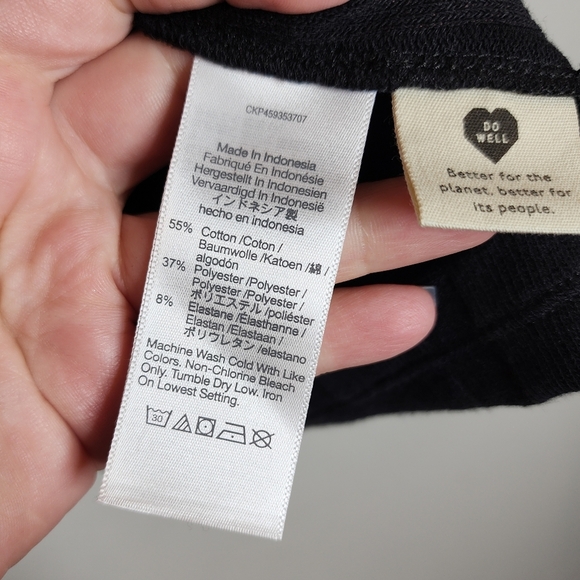 CKP459353707
Made In Indonesia
Fabriqué En Indonésie
Hergestellt In Indonesien
Vervaardigd In Indonesië
インドネシア製
hecho en indonesia
55% Cotton /Coton /
Baumwolle /Katoen /綿 /
algodón
37% Polyester /Polyester /
Polyester /Polyester /
ポリエステル /poliéster
8% Elastane /Élasthanne /
Elastan /Elastaan /
ポリウレタン /elastano
Machine Wash Cold With Like
Colors. Non-Chlorine Bleach
Only. Tumble Dry Low. Iron
On Lowest Setting.
30
DO
WELL
Better for the
planet, better for
its people.